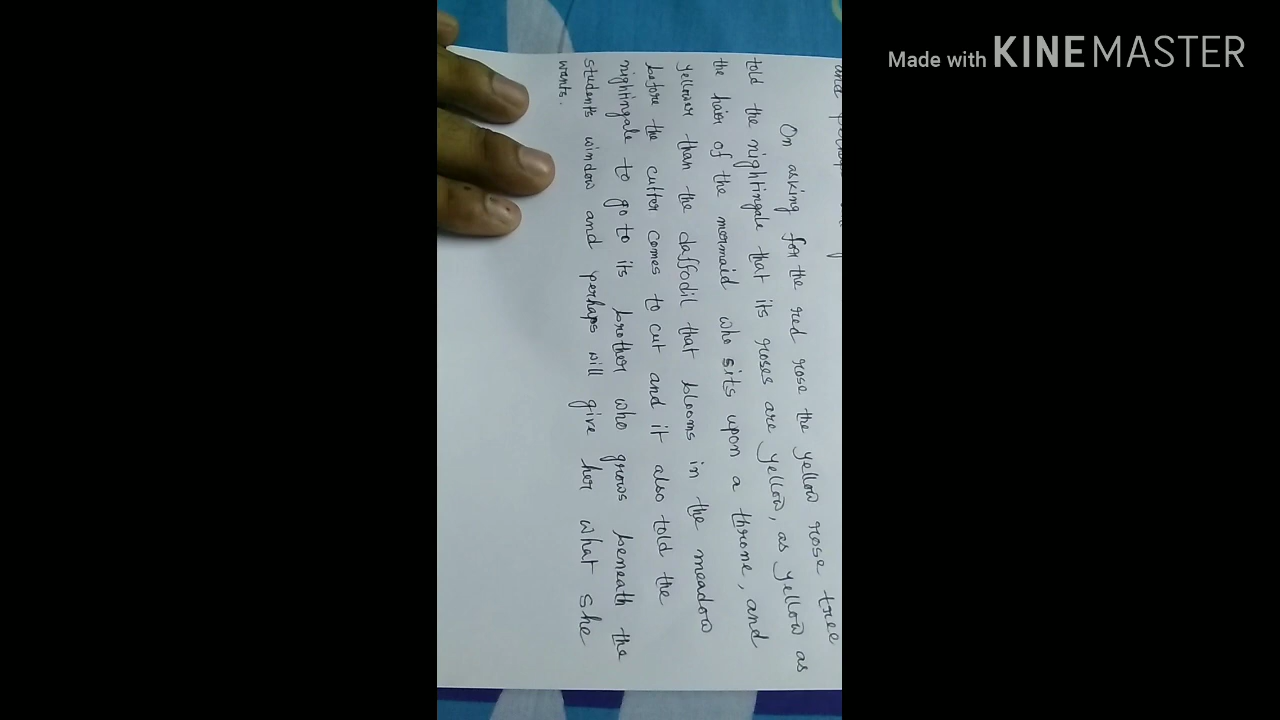 Made with KINEMASTER
and perhaps
On asking for the red rose the yellow rose tree
told the nightingale that its roses are yellow, as yellow as
the hair of the mermaid who sits upon a throne, and
yellower than the daffodil that blooms in the meadow
before the cutter comes to cut and it also told the
nightingale to go to its brother who grows beneath the
students window and perhaps will give her what she
wants.